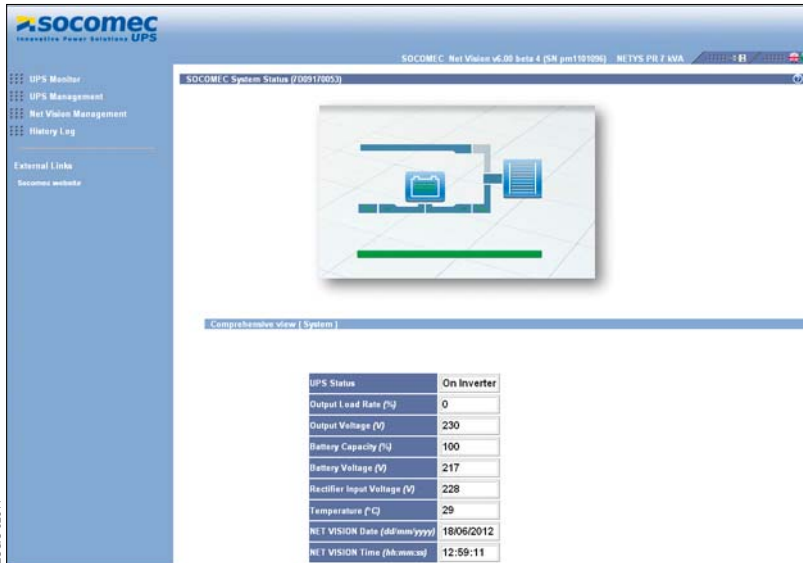 socomec
Innovative Power Solutions UPS
SOCOMEC Net Vision v6.00 beta 4 (SN pm1101096) NETYS PR 7 kVA
UPS Monitor
UPS Management
Net Vision Management
History Log
External Links
Socomec website
SOCOMEC System Status (7D09170053)
Comprehensive view [ System ]
UPS Status On Inverter
Output Load Rate (%) 0
Output Voltage (V) 230
Battery Capacity (%) 100
Battery Voltage (V) 217
Rectifier Input Voltage (V) 228
Temperature (°C) 29
NET VISION Date (dd/mm/yyyy) 18/06/2012
NET VISION Time (hh:mm:ss) 12:59:11